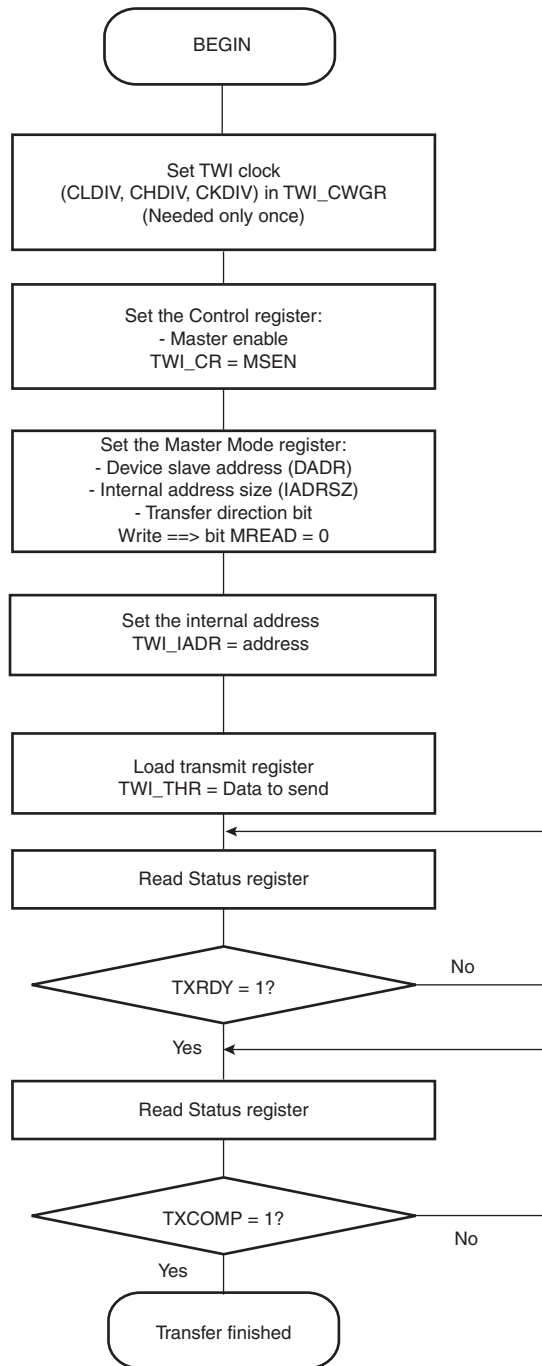 BEGIN
Set TWI clock
(CLDIV, CHDIV, CKDIV) in TWI_CWGR
(Needed only once)
Set the Control register:
- Master enable
TWI_CR = MSEN
Set the Master Mode register:
- Device slave address (DADR)
- Internal address size (IADRSZ)
- Transfer direction bit
Write ==> bit MREAD = 0
Set the internal address
TWI_IADR = address
Load transmit register
TWI_THR = Data to send
Read Status register
TXRDY = 1?
No
Yes
Read Status register
TXCOMP = 1?
No
Yes
Transfer finished